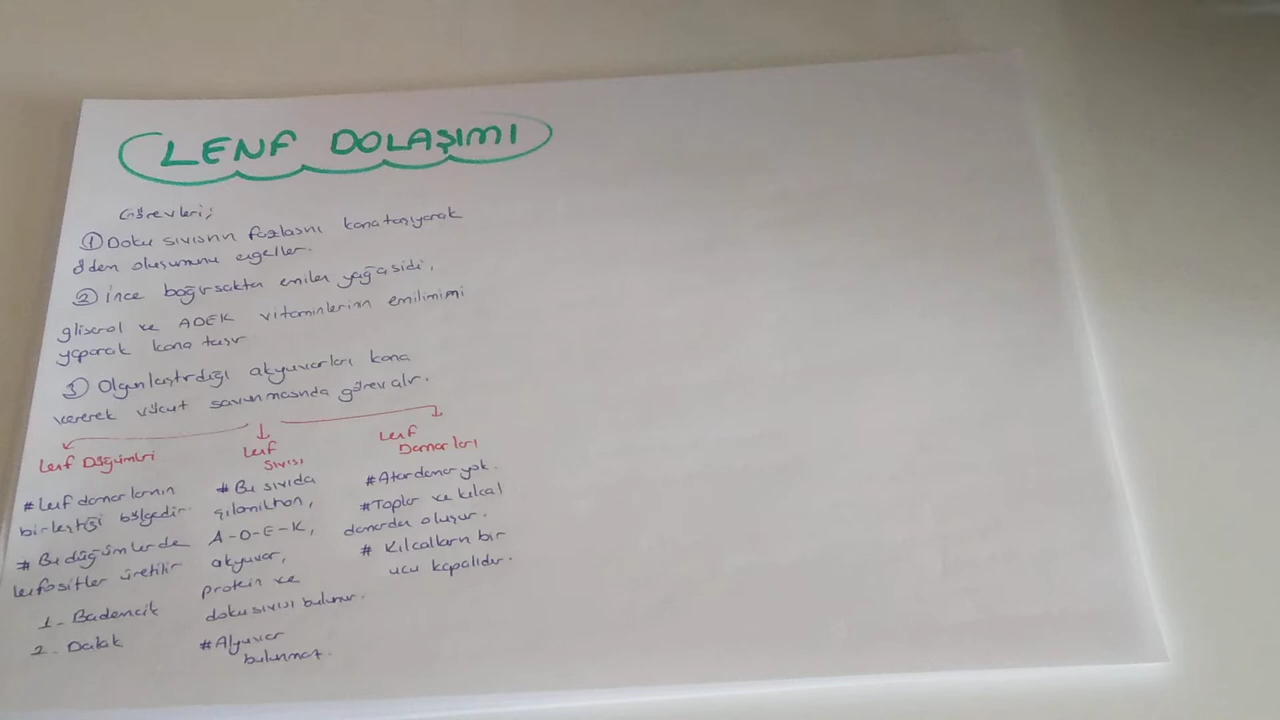 LENF DOLAŞIMI
Görevleri;
① Doku sıvısının fazlasını kana taşıyarak
ödem oluşumunu engeller.
② İnce bağırsakta emilen yağ asidi,
gliserol ve ADEK vitaminlerinin emilimini
yaparak kana taşır
③ Olgunlaştırdığı akyuvarları kana
vererek vücut savunmasında görev alır.
Lenf Düğümleri
# Lenf damarlarının
birleştiği bölgedir.
# Bu düğümlerde
lenfositler üretilir
1- Bademcik
2- Dalak
Lenf
Sıvısı
# Bu sıvıda
şilomikron,
A-D-E-K,
akyuvar,
protein ve
doku sıvısı bulunur.
# Alyuvar
bulunmaz.
Lenf
Damarları
# Atardamar yok.
# Toplar ve kılcal
damardan oluşur.
# Kılcalların bir
ucu kapalıdır.